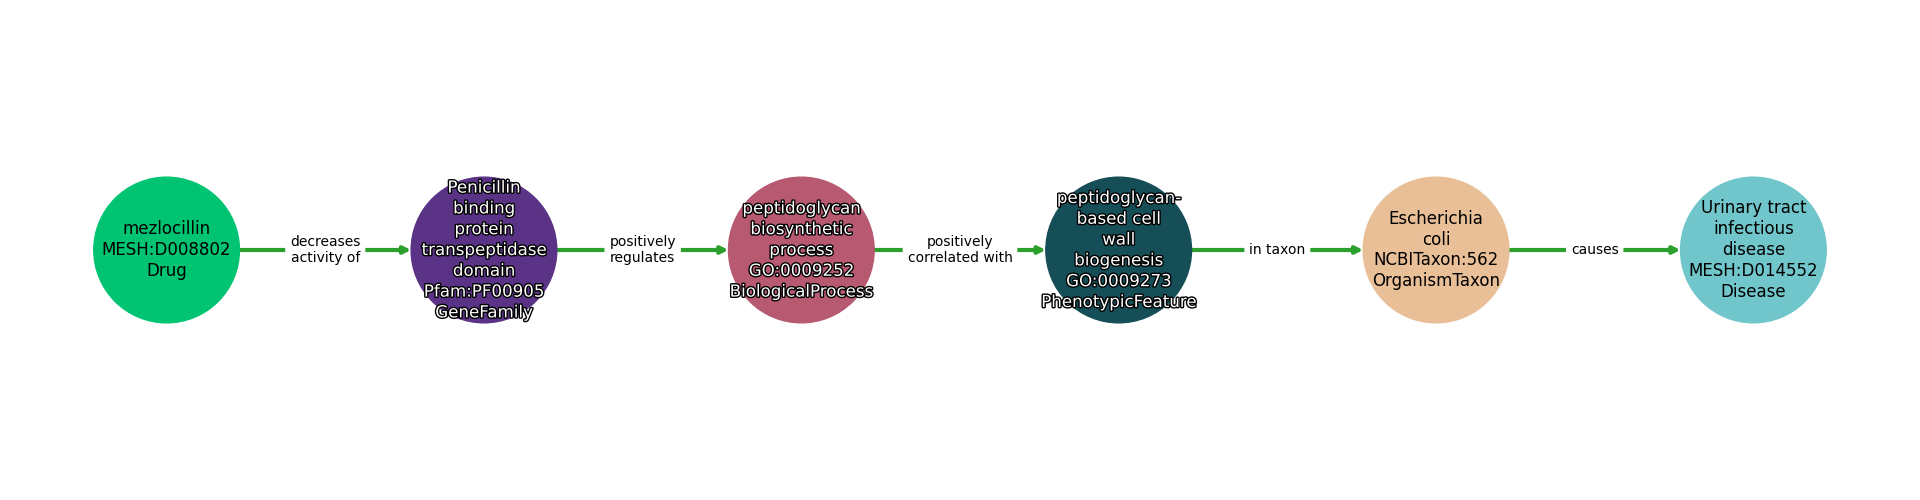 mezlocillin
MESH:D008802
Drug
decreases
activity of
Penicillin
binding
protein
transpeptidase
domain
Pfam:PF00905
GeneFamily
positively
regulates
peptidoglycan
biosynthetic
process
GO:0009252
BiologicalProcess
positively
correlated with
peptidoglycan-
based cell
wall
biogenesis
GO:0009273
PhenotypicFeature
in taxon
Escherichia
coli
NCBITaxon:562
OrganismTaxon
causes
Urinary tract
infectious
disease
MESH:D014552
Disease